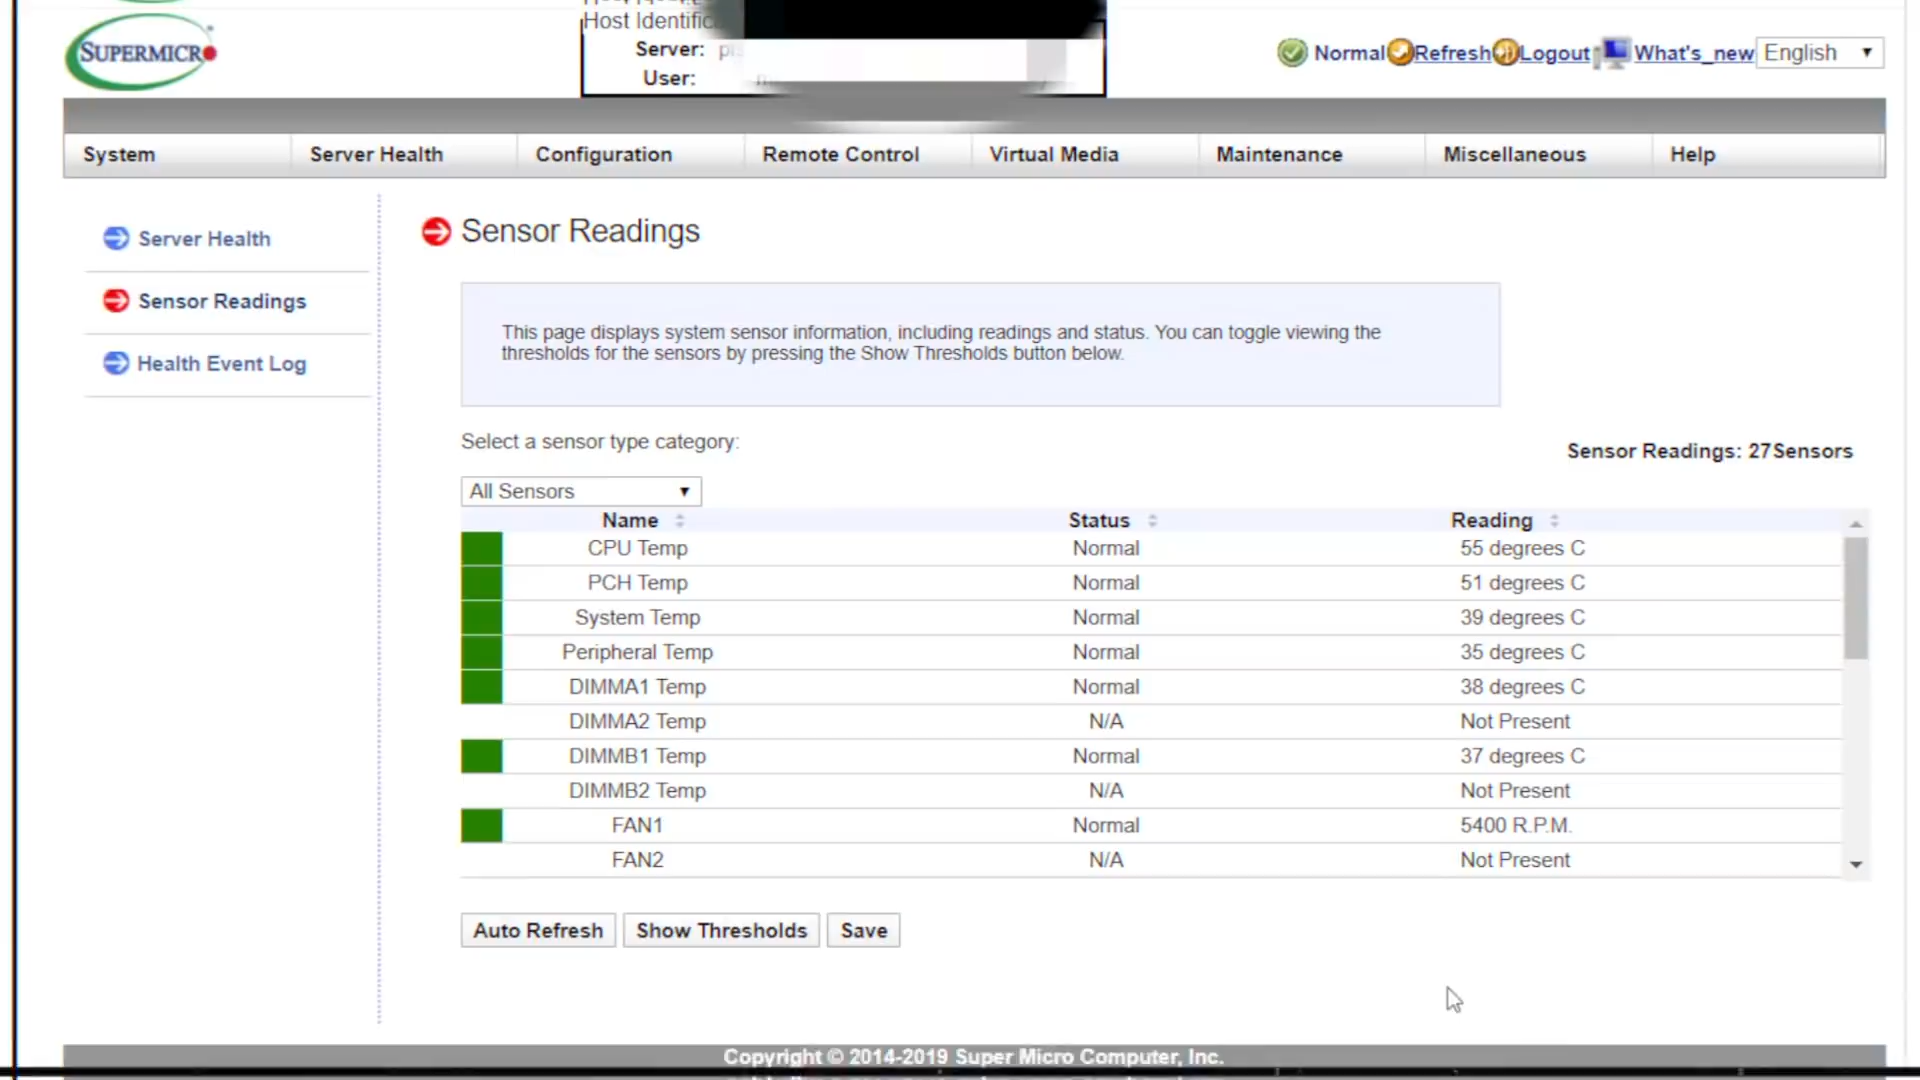 Host Identific
SUPERMICRO
Server:
User:
Normal Refresh Logout What's_new English
System Server Health Configuration Remote Control Virtual Media Maintenance Miscellaneous Help
Server Health
Sensor Readings
Health Event Log
Sensor Readings
This page displays system sensor information, including readings and status. You can toggle viewing the
thresholds for the sensors by pressing the Show Thresholds button below.
Select a sensor type category:
Sensor Readings: 27Sensors
All Sensors
Name Status Reading
CPU Temp Normal 55 degrees C
PCH Temp Normal 51 degrees C
System Temp Normal 39 degrees C
Peripheral Temp Normal 35 degrees C
DIMMA1 Temp Normal 38 degrees C
DIMMA2 Temp N/A Not Present
DIMMB1 Temp Normal 37 degrees C
DIMMB2 Temp N/A Not Present
FAN1 Normal 5400 R.P.M.
FAN2 N/A Not Present
Auto Refresh Show Thresholds Save
Copyright © 2014-2019 Super Micro Computer, Inc.